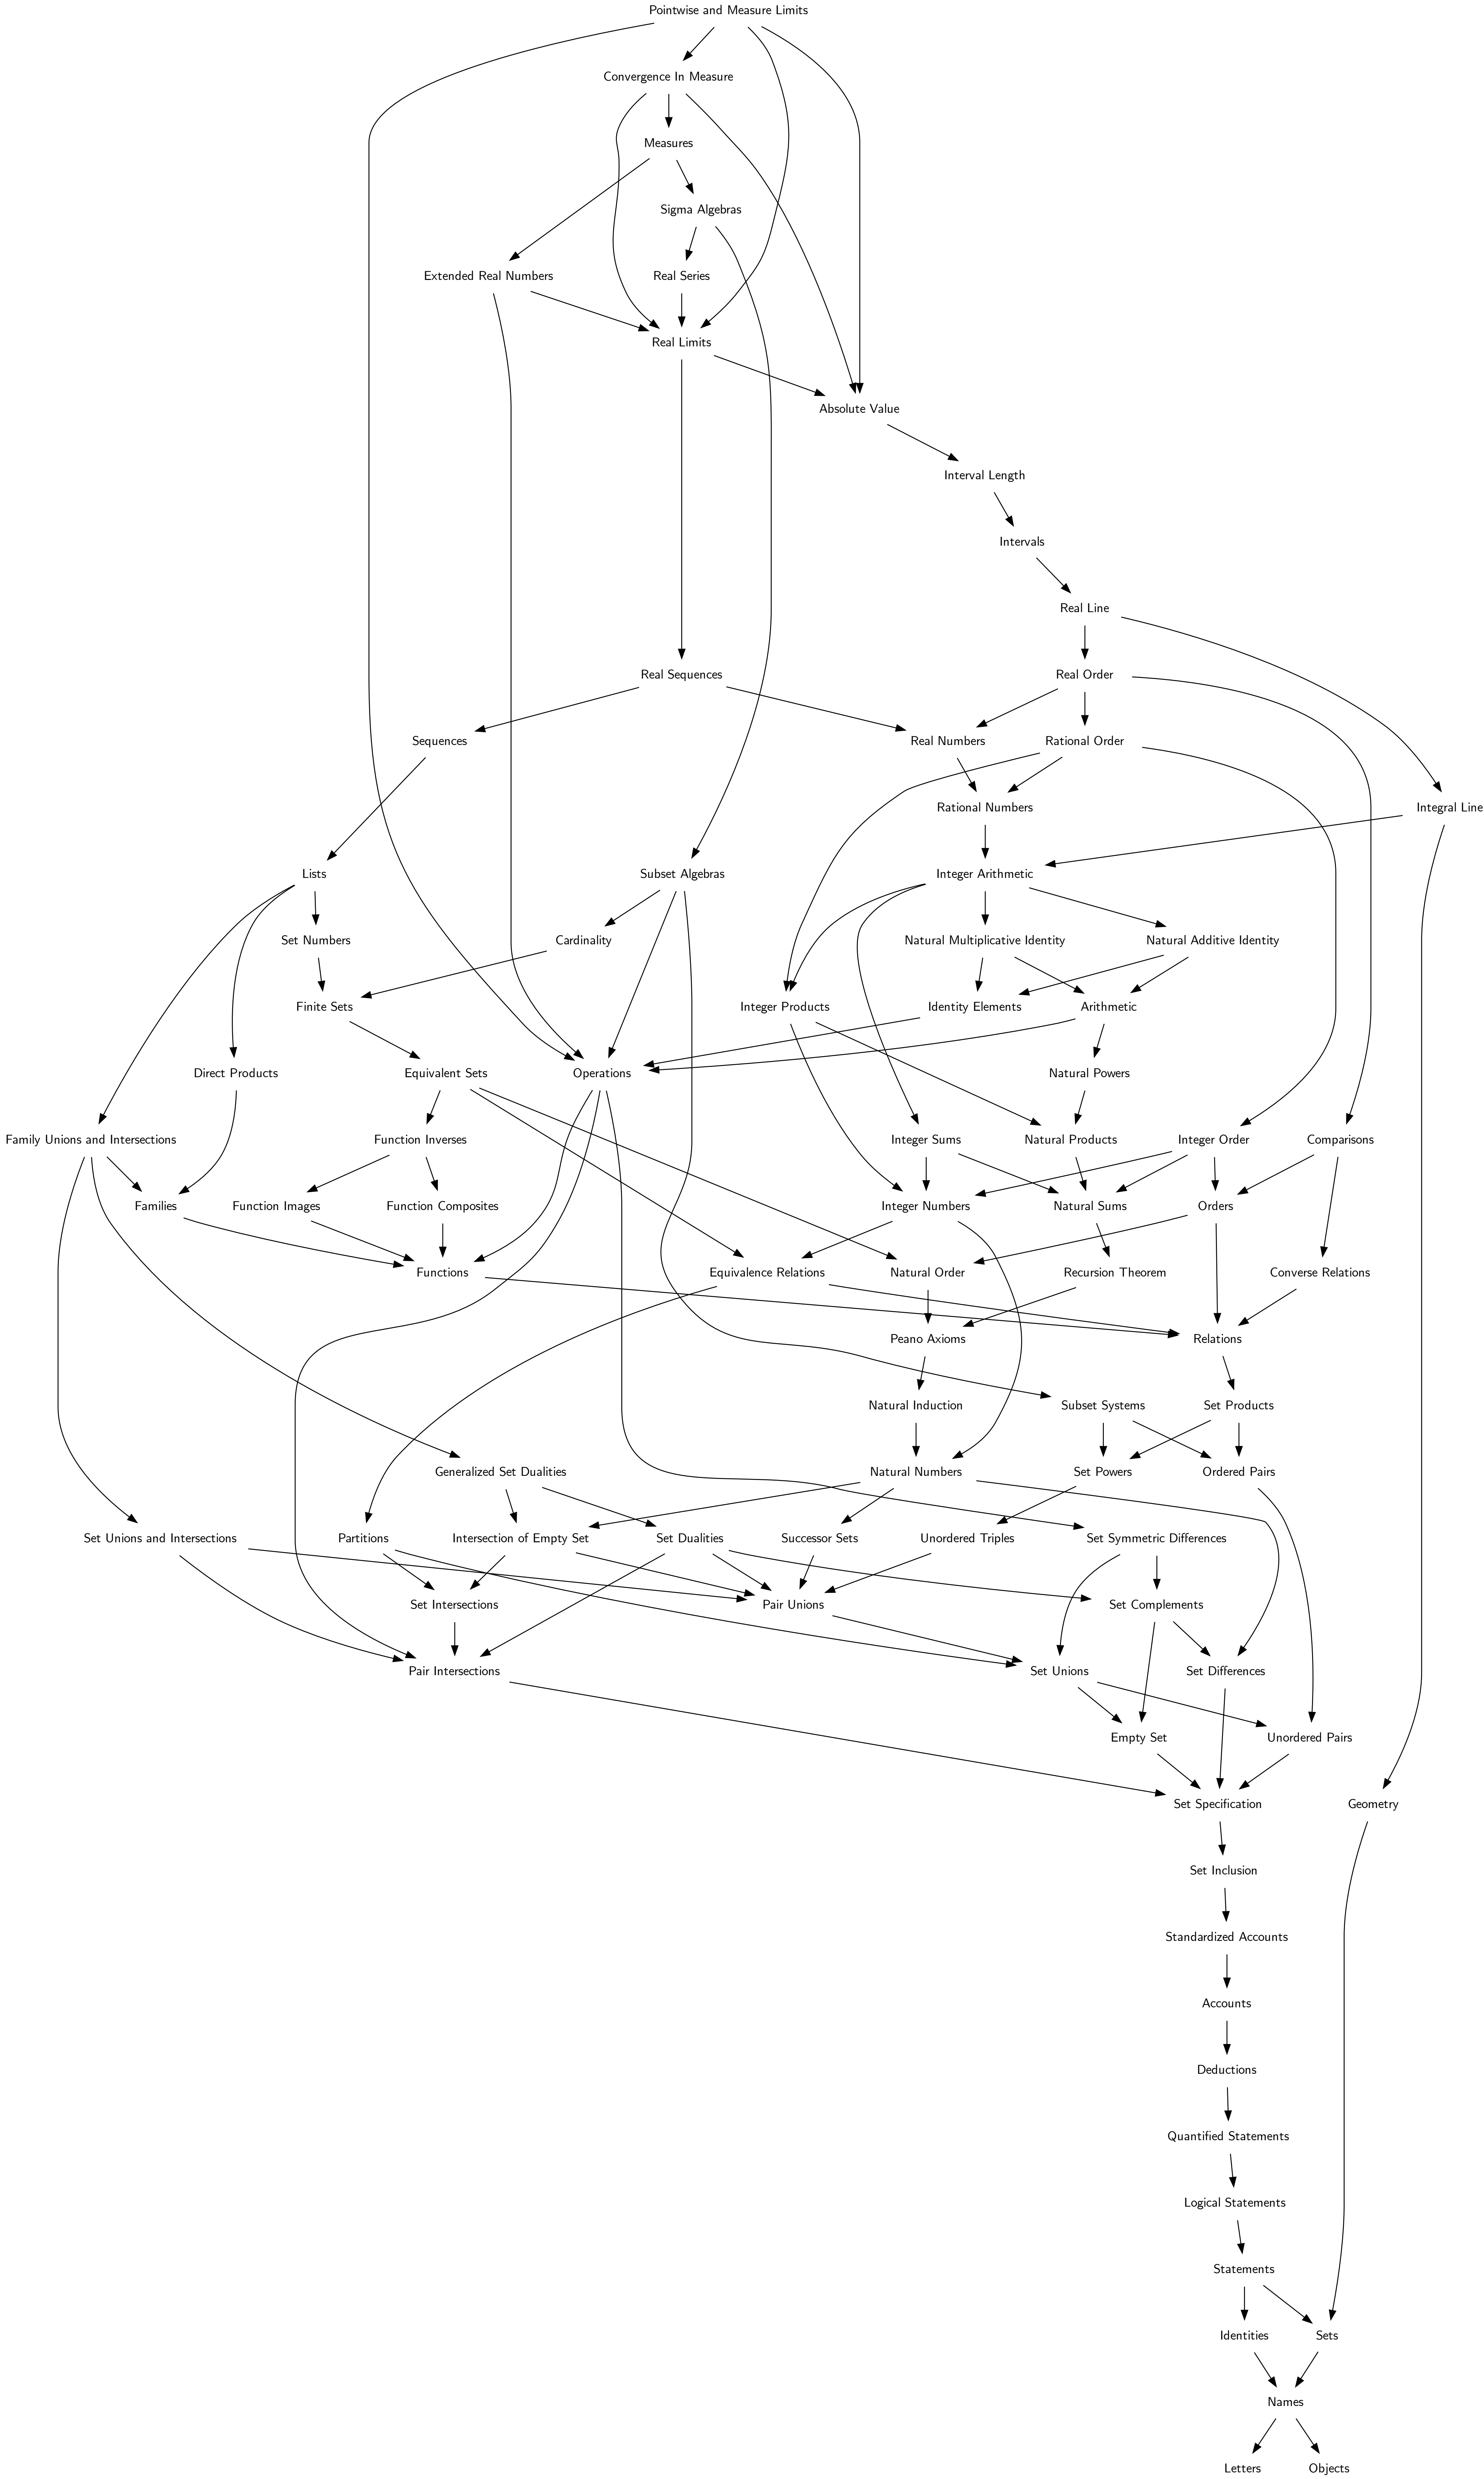 Pointwise and Measure Limits
Convergence In Measure
Measures
Sigma Algebras
Extended Real Numbers
Real Series
Real Limits
Absolute Value
Interval Length
Intervals
Real Line
Real Sequences
Real Order
Sequences
Real Numbers
Rational Order
Rational Numbers
Integral Line
Lists
Subset Algebras
Integer Arithmetic
Set Numbers
Cardinality
Natural Multiplicative Identity
Natural Additive Identity
Finite Sets
Integer Products
Identity Elements
Arithmetic
Direct Products
Equivalent Sets
Operations
Natural Powers
Family Unions and Intersections
Function Inverses
Integer Sums
Natural Products
Integer Order
Comparisons
Families
Function Images
Function Composites
Integer Numbers
Natural Sums
Orders
Functions
Equivalence Relations
Natural Order
Recursion Theorem
Converse Relations
Peano Axioms
Relations
Natural Induction
Subset Systems
Set Products
Generalized Set Dualities
Natural Numbers
Set Powers
Ordered Pairs
Set Unions and Intersections
Partitions
Intersection of Empty Set
Set Dualities
Successor Sets
Unordered Triples
Set Symmetric Differences
Set Intersections
Pair Unions
Set Complements
Pair Intersections
Set Unions
Set Differences
Empty Set
Unordered Pairs
Set Specification
Geometry
Set Inclusion
Standardized Accounts
Accounts
Deductions
Quantified Statements
Logical Statements
Statements
Identities
Sets
Names
Letters
Objects